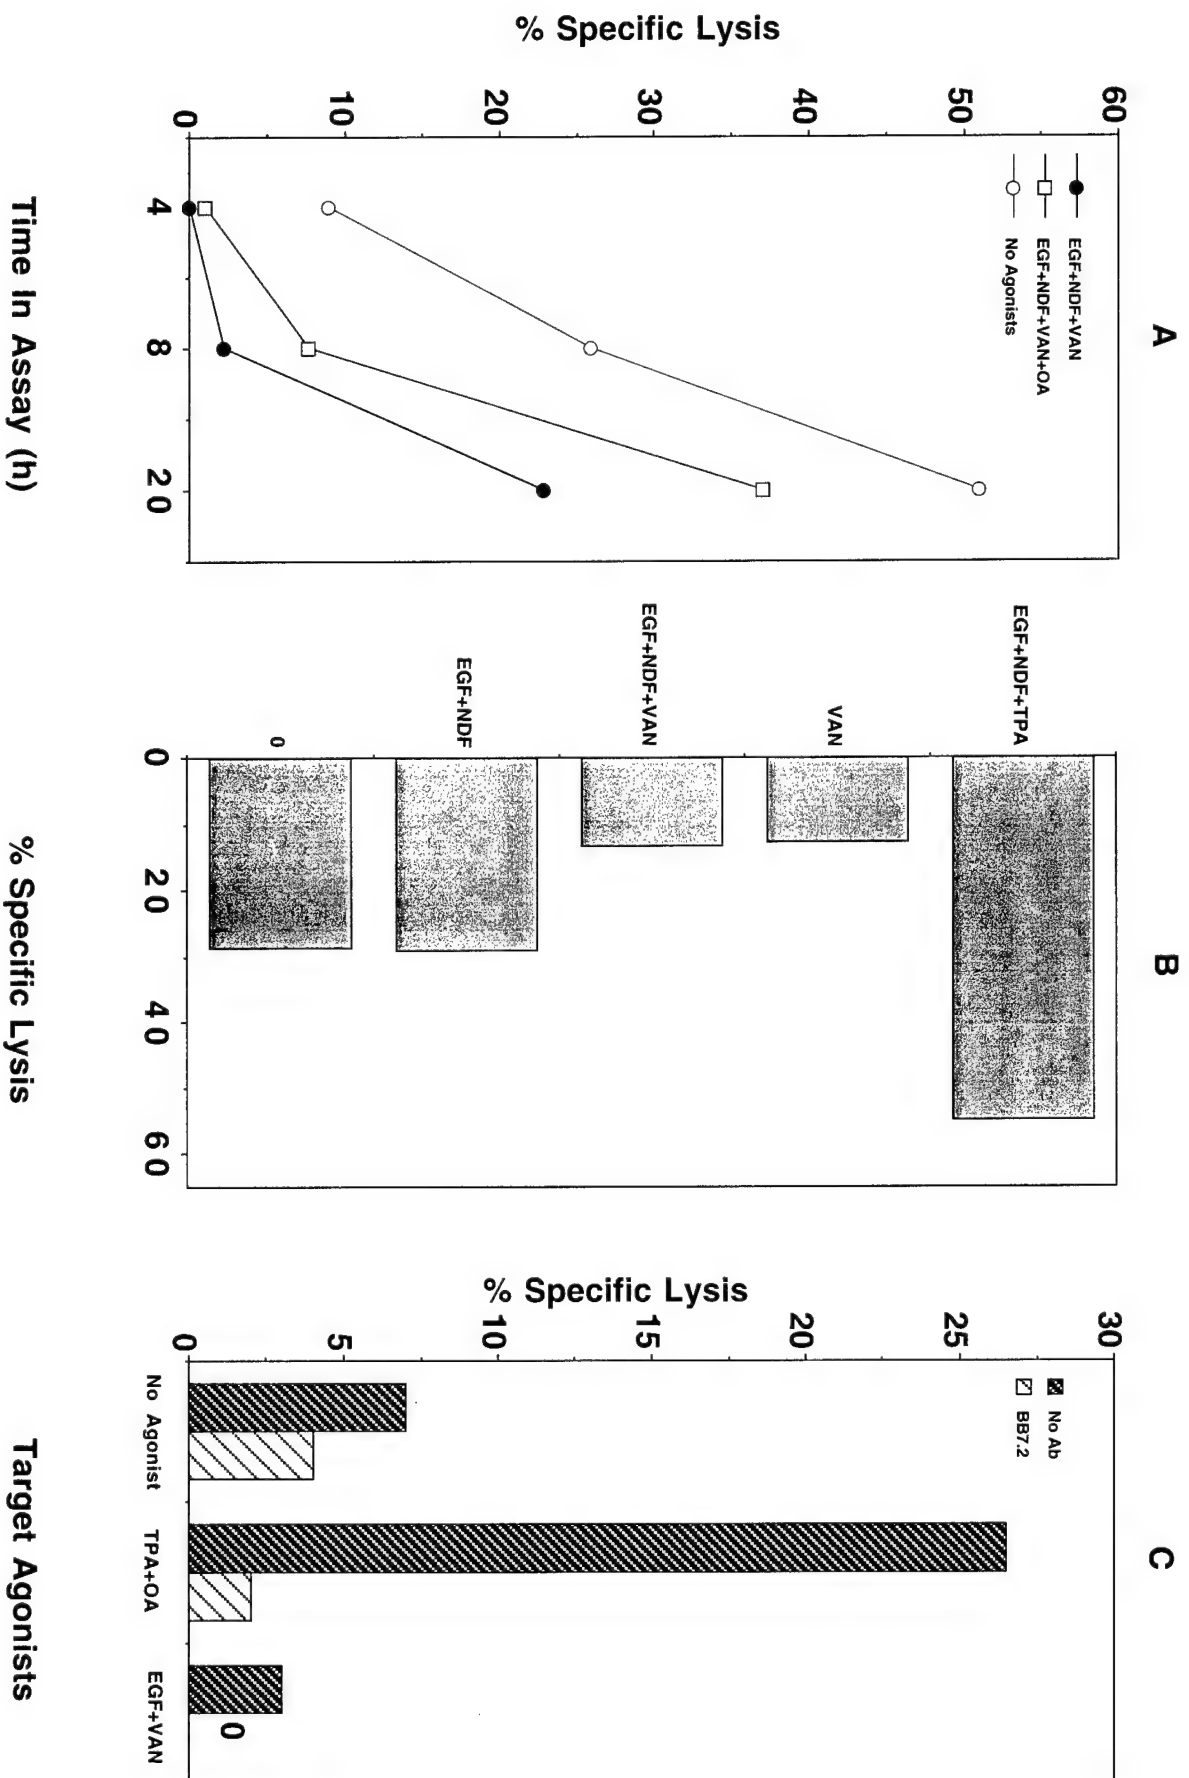 A
% Specific Lysis
60
50
40
30
20
10
0
EGF+NDF+VAN
EGF+NDF+VAN+OA
No Agonists
4
8
20
Time In Assay (h)
B
EGF+NDF+TPA
VAN
EGF+NDF+VAN
EGF+NDF
0
0
20
40
60
% Specific Lysis
C
% Specific Lysis
30
25
20
15
10
5
0
No Ab
BB7.2
0
No Agonist
TPA+OA
EGF+VAN
Target Agonists